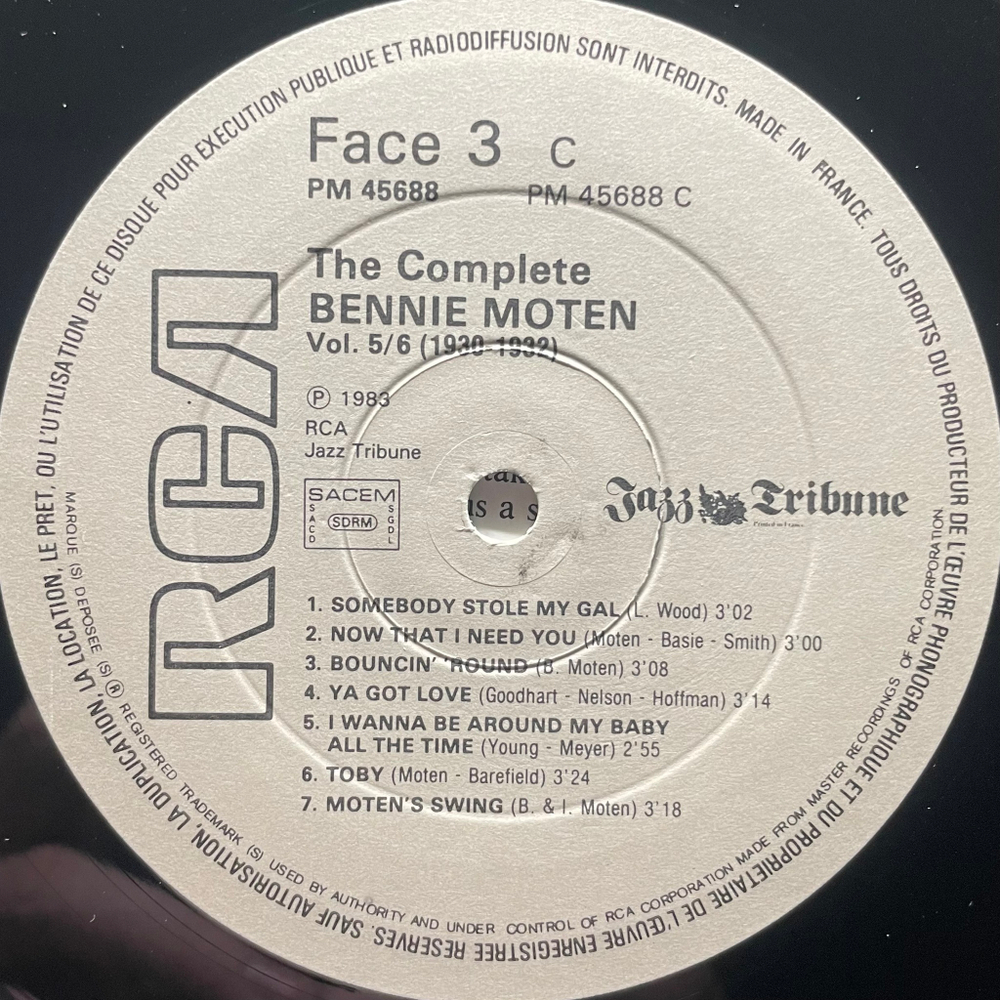 Face 3 C
PM 45688 PM 45688 C
The Complete
BENNIE MOTEN
Vol. 5/6 (1930-1932)
Ⓟ 1983
RCA
Jazz Tribune
SACEM
SACD
SDRM
SGDL
RCA
Jazz Tribune
Printed in France
tak
us a s
1. SOMEBODY STOLE MY GAL (L. Wood) 3'02
2. NOW THAT I NEED YOU (Moten - Basie - Smith) 3'00
3. BOUNCIN' 'ROUND (B. Moten) 3'08
4. YA GOT LOVE (Goodhart - Nelson - Hoffman) 3'14
5. I WANNA BE AROUND MY BABY
ALL THE TIME (Young - Meyer) 2'55
6. TOBY (Moten - Barefield) 3'24
7. MOTEN'S SWING (B. & I. Moten) 3'18
MADE IN FRANCE. TOUS DROITS DU PRODUCTEUR DE L'ŒUVRE PHONOGRAPHIQUE ET DU PROPRIETAIRE DE L'ŒUVRE ENREGISTREE RESERVES. SAUF AUTORISATION, LA DUPLICATION, LA LOCATION, LE PRET, OU L'UTILISATION DE CE DISQUE POUR EXECUTION PUBLIQUE ET RADIODIFFUSION SONT INTERDITS.
MARQUE (S) DEPOSEE (S) ® REGISTERED TRADEMARK (S) USED BY AUTHORITY AND UNDER CONTROL OF RCA CORPORATION MADE FROM MASTER RECORDINGS OF RCA CORPORATION